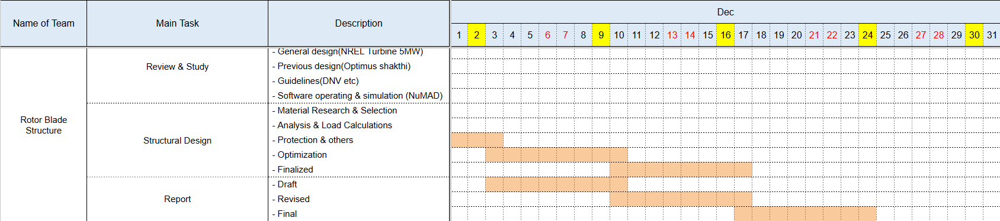 Name of Team Main Task Description Dec
1 2 3 4 5 6 7 8 9 10 11 12 13 14 15 16 17 18 19 20 21 22 23 24 25 26 27 28 29 30 31
- General design(NREL Turbine 5MW)
Review & Study
- Previous design(Optimus shakthi)
- Guidelines(DNV etc)
- Software operating & simulation (NuMAD)
Rotor Blade
Structure
Structural Design
- Material Research & Selection
- Analysis & Load Calculations
- Protection & others
- Optimization
- Finalized
Report
- Draft
- Revised
- Final